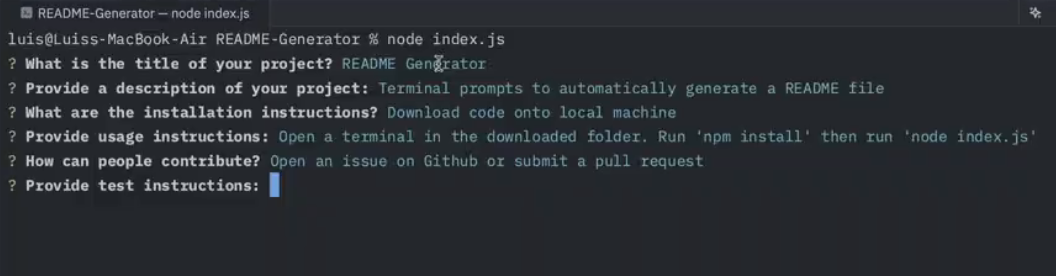 README-Generator — node index.js
luis@Luiss-MacBook-Air README-Generator % node index.js
? What is the title of your project? README Generator
? Provide a description of your project: Terminal prompts to automatically generate a README file
? What are the installation instructions? Download code onto local machine
? Provide usage instructions: Open a terminal in the downloaded folder. Run 'npm install' then run 'node index.js'
? How can people contribute? Open an issue on Github or submit a pull request
? Provide test instructions: